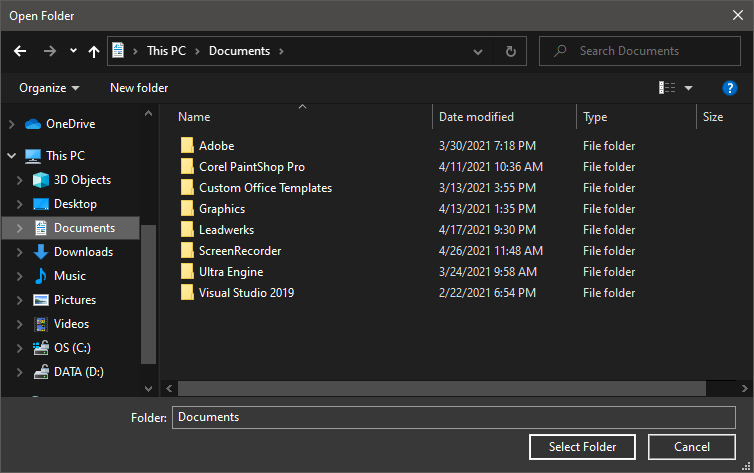 Open Folder
This PC Documents
Search Documents
Organize New folder
?
OneDrive
This PC
3D Objects
Desktop
Documents
Downloads
Music
Pictures
Videos
OS (C:)
DATA (D:)
Name Date modified Type Size
Adobe 3/30/2021 7:18 PM File folder
Corel PaintShop Pro 4/11/2021 10:36 AM File folder
Custom Office Templates 3/13/2021 3:55 PM File folder
Graphics 4/13/2021 1:35 PM File folder
Leadwerks 4/17/2021 9:30 PM File folder
ScreenRecorder 4/26/2021 11:48 AM File folder
Ultra Engine 3/24/2021 9:58 AM File folder
Visual Studio 2019 2/22/2021 6:54 PM File folder
Folder: Documents
Select Folder Cancel